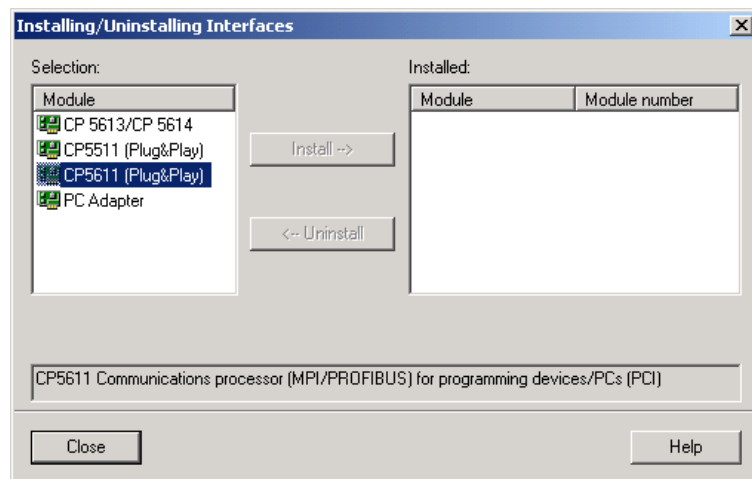 Installing/Uninstalling Interfaces
Selection:
Installed:
Module
Module
Module number
CP 5613/CP 5614
CP5511 (Plug&Play)
CP5611 (Plug&Play)
PC Adapter
Install -->
<-- Uninstall
CP5611 Communications processor (MPI/PROFIBUS) for programming devices/PCs (PCI)
Close
Help